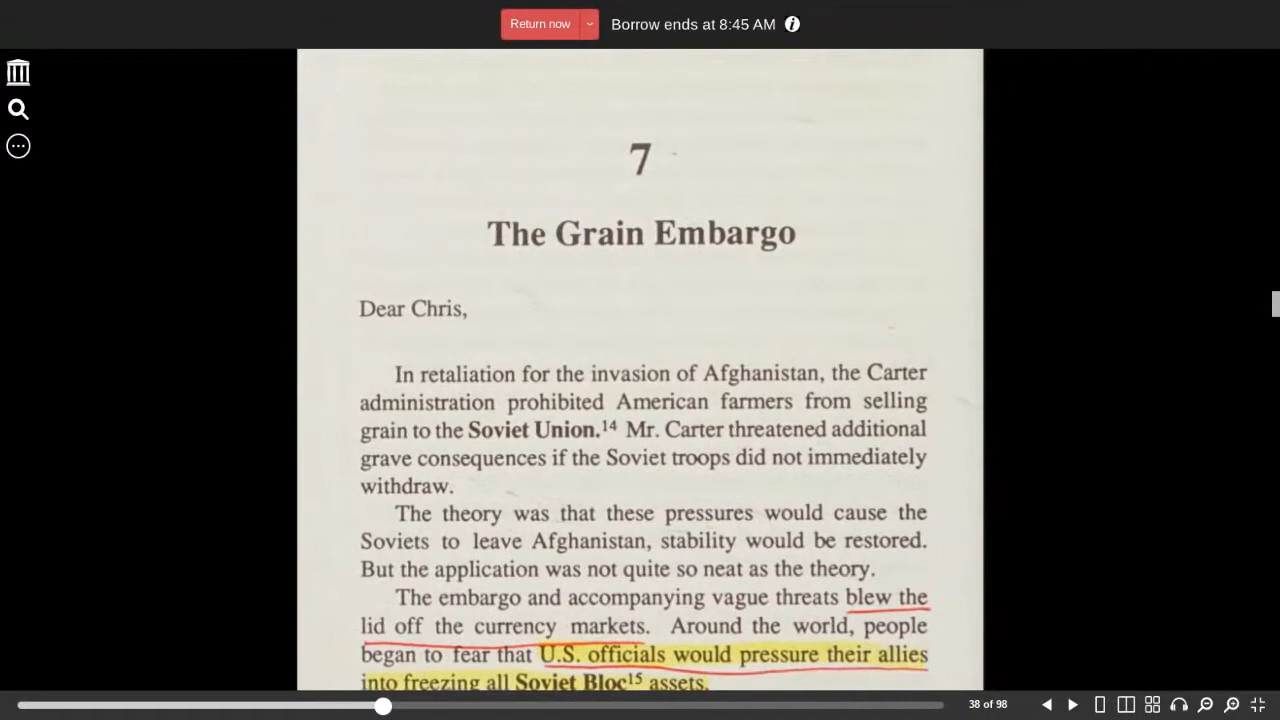 Return now
Borrow ends at 8:45 AM
7
The Grain Embargo
Dear Chris,
In retaliation for the invasion of Afghanistan, the Carter
administration prohibited American farmers from selling
grain to the Soviet Union.14 Mr. Carter threatened additional
grave consequences if the Soviet troops did not immediately
withdraw.
The theory was that these pressures would cause the
Soviets to leave Afghanistan, stability would be restored.
But the application was not quite so neat as the theory.
The embargo and accompanying vague threats blew the
lid off the currency markets. Around the world, people
began to fear that U.S. officials would pressure their allies
into freezing all Soviet Bloc15 assets.
38 of 98